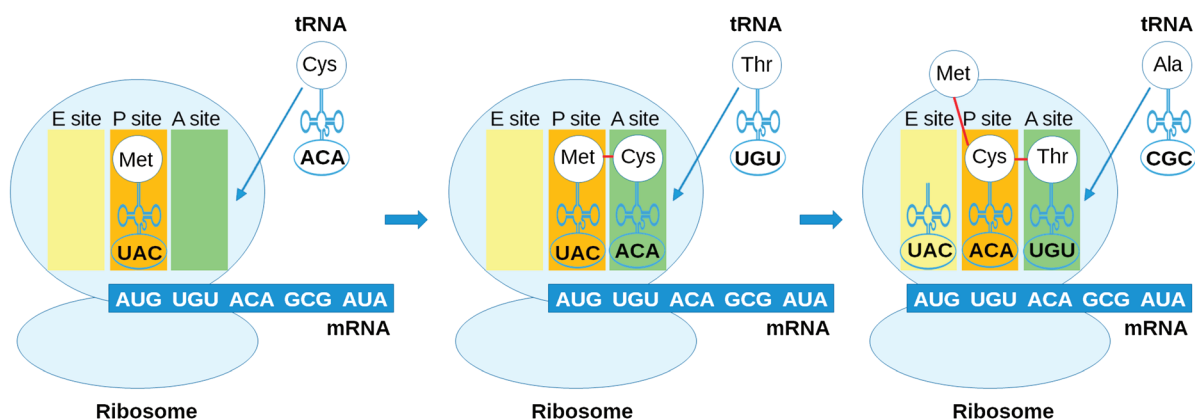 tRNA
Cys
ACA
E site P site A site
Met
UAC
AUG UGU ACA GCG AUA
mRNA
Ribosome
tRNA
Thr
UGU
E site P site A site
Met Cys
UAC ACA
AUG UGU ACA GCG AUA
mRNA
Ribosome
tRNA
Ala
CGC
Met
E site P site A site
Cys Thr
UAC ACA UGU
AUG UGU ACA GCG AUA
mRNA
Ribosome